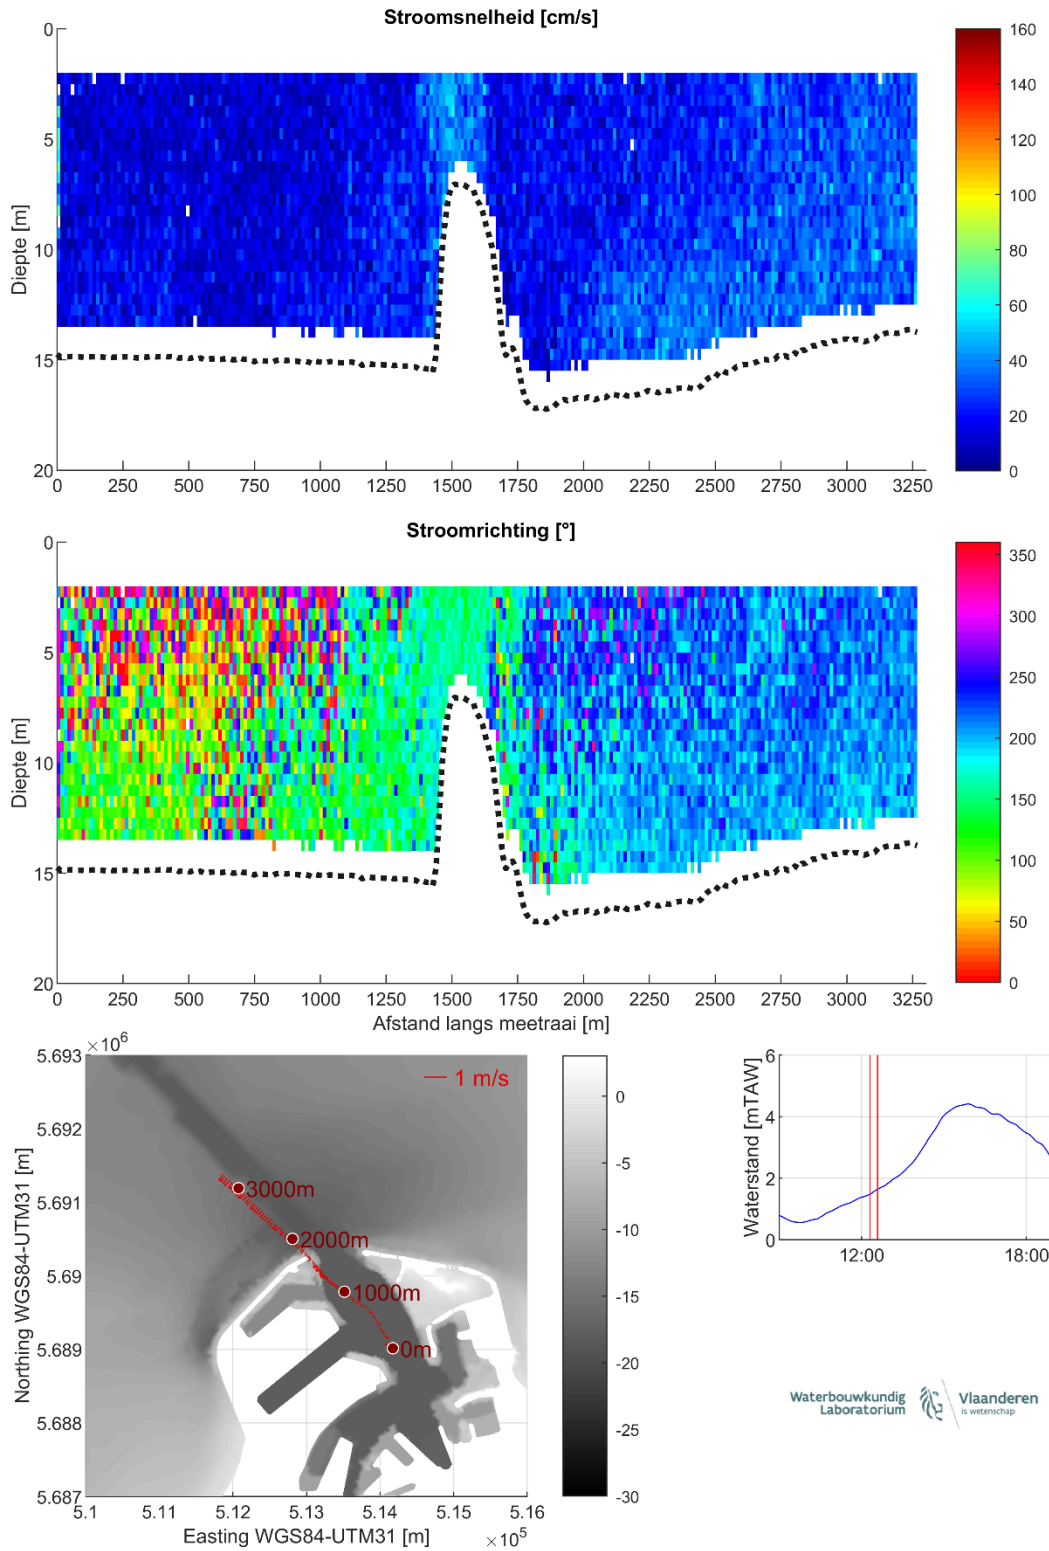 Stroomsnelheid [cm/s]
0
5
10
15
20
Diepte [m]
0 250 500 750 1000 1250 1500 1750 2000 2250 2500 2750 3000 3250
160
140
120
100
80
60
40
20
0
Stroomrichting [°]
0
5
10
15
20
Diepte [m]
0 250 500 750 1000 1250 1500 1750 2000 2250 2500 2750 3000 3250
Afstand langs meetraai [m]
350
300
250
200
150
100
50
0
×10⁶
5.693
5.692
5.691
5.69
5.689
5.688
5.687
Northing WGS84-UTM31 [m]
1 m/s
3000m
2000m
1000m
0m
5.1 5.12 5.13 5.14 5.15 5.16
Easting WGS84-UTM31 [m]
×10⁵
0
-5
-10
-15
-20
-25
-30
Waterstand [mTAW]
6
4
2
0
12:00 18:00
Waterbouwkundig
Laboratorium
Vlaanderen
is wetenschap